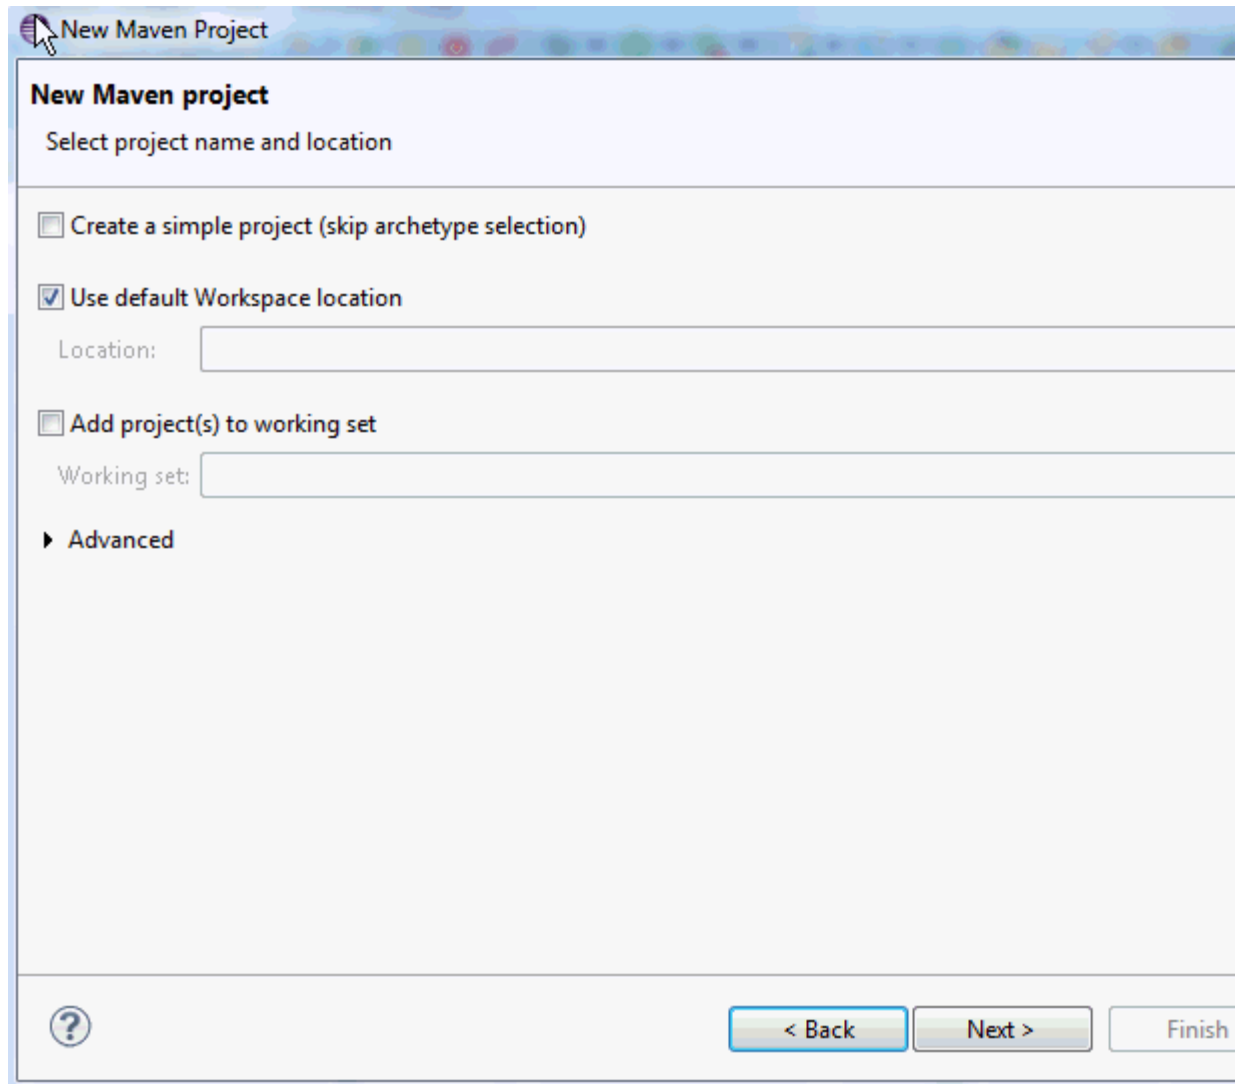 New Maven Project
New Maven project
Select project name and location
Create a simple project (skip archetype selection)
Use default Workspace location
Location:
Add project(s) to working set
Working set:
Advanced
?
< Back Next > Finish